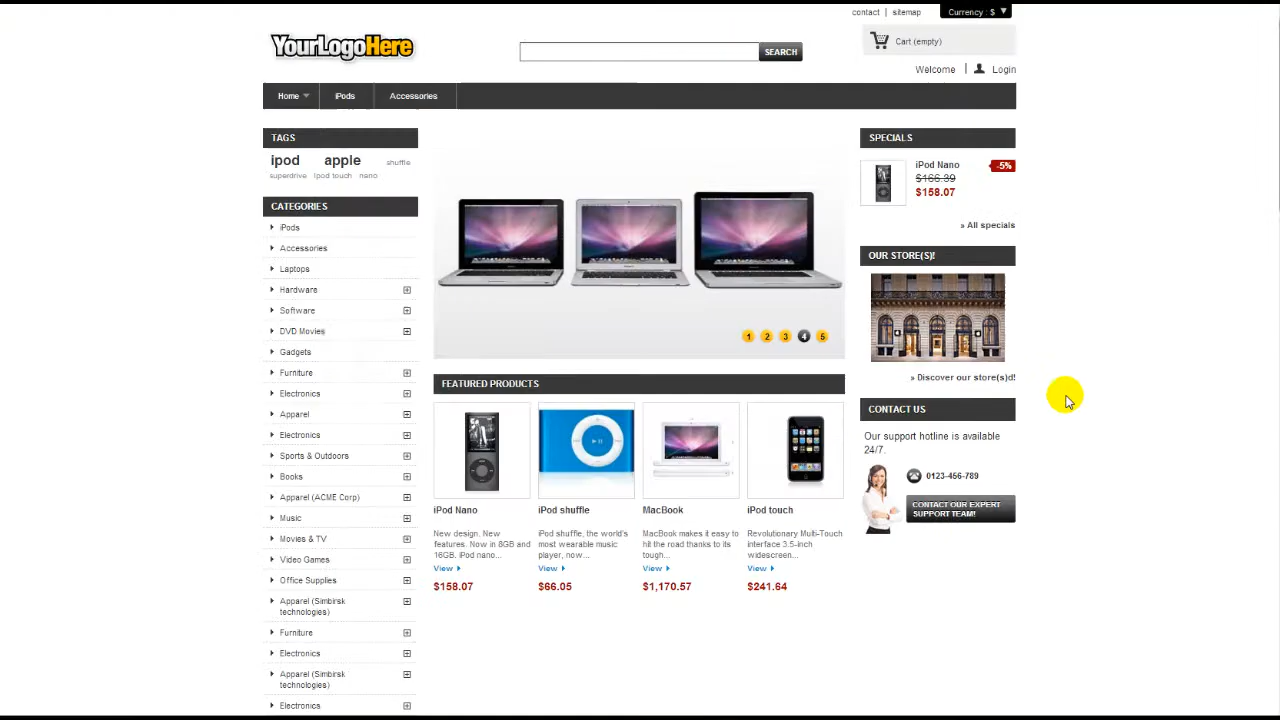 contact | sitemap
Currency : $
YourLogoHere
SEARCH
Cart (empty)
Welcome | Login
Home
iPods
Accessories
TAGS
ipod apple shuffle
superdrive Ipod touch nano
CATEGORIES
iPods
Accessories
Laptops
Hardware
Software
DVD Movies
Gadgets
Furniture
Electronics
Apparel
Electronics
Sports & Outdoors
Books
Apparel (ACME Corp)
Music
Movies & TV
Video Games
Office Supplies
Apparel (Simbirsk
technologies)
Furniture
Electronics
Apparel (Simbirsk
technologies)
Electronics
1 2 3 4 5
FEATURED PRODUCTS
iPod Nano
New design. New
features. Now in 8GB and
16GB. iPod nano...
View
$158.07
iPod shuffle
iPod shuffle, the world's
most wearable music
player, now...
View
$66.05
MacBook
MacBook makes it easy to
hit the road thanks to its
tough...
View
$1,170.57
iPod touch
Revolutionary Multi-Touch
interface 3.5-inch
widescreen...
View
$241.64
SPECIALS
iPod Nano -5%
$166.39
$158.07
» All specials
OUR STORE(S)!
» Discover our store(s)d!
CONTACT US
Our support hotline is available
24/7.
0123-456-789
CONTACT OUR EXPERT
SUPPORT TEAM!